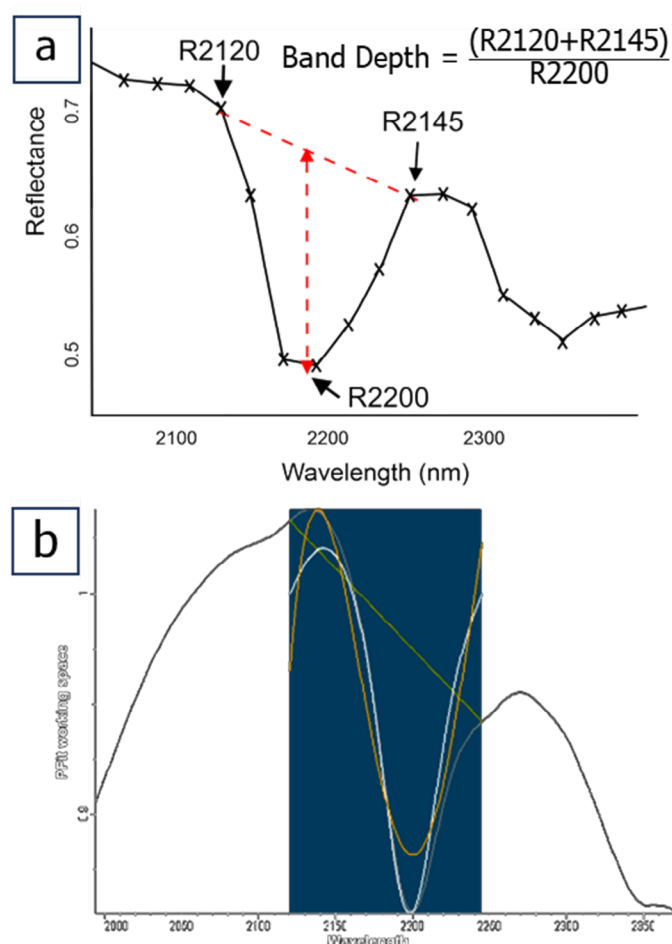 a
R2120
Band Depth = (R2120+R2145)
R2200
R2145
Reflectance
0.7
0.6
0.5
R2200
2100 2200 2300
Wavelength (nm)
b
PFit working space
1
0.9
2000 2050 2100 2150 2200 2250 2300 2350
Wavelength